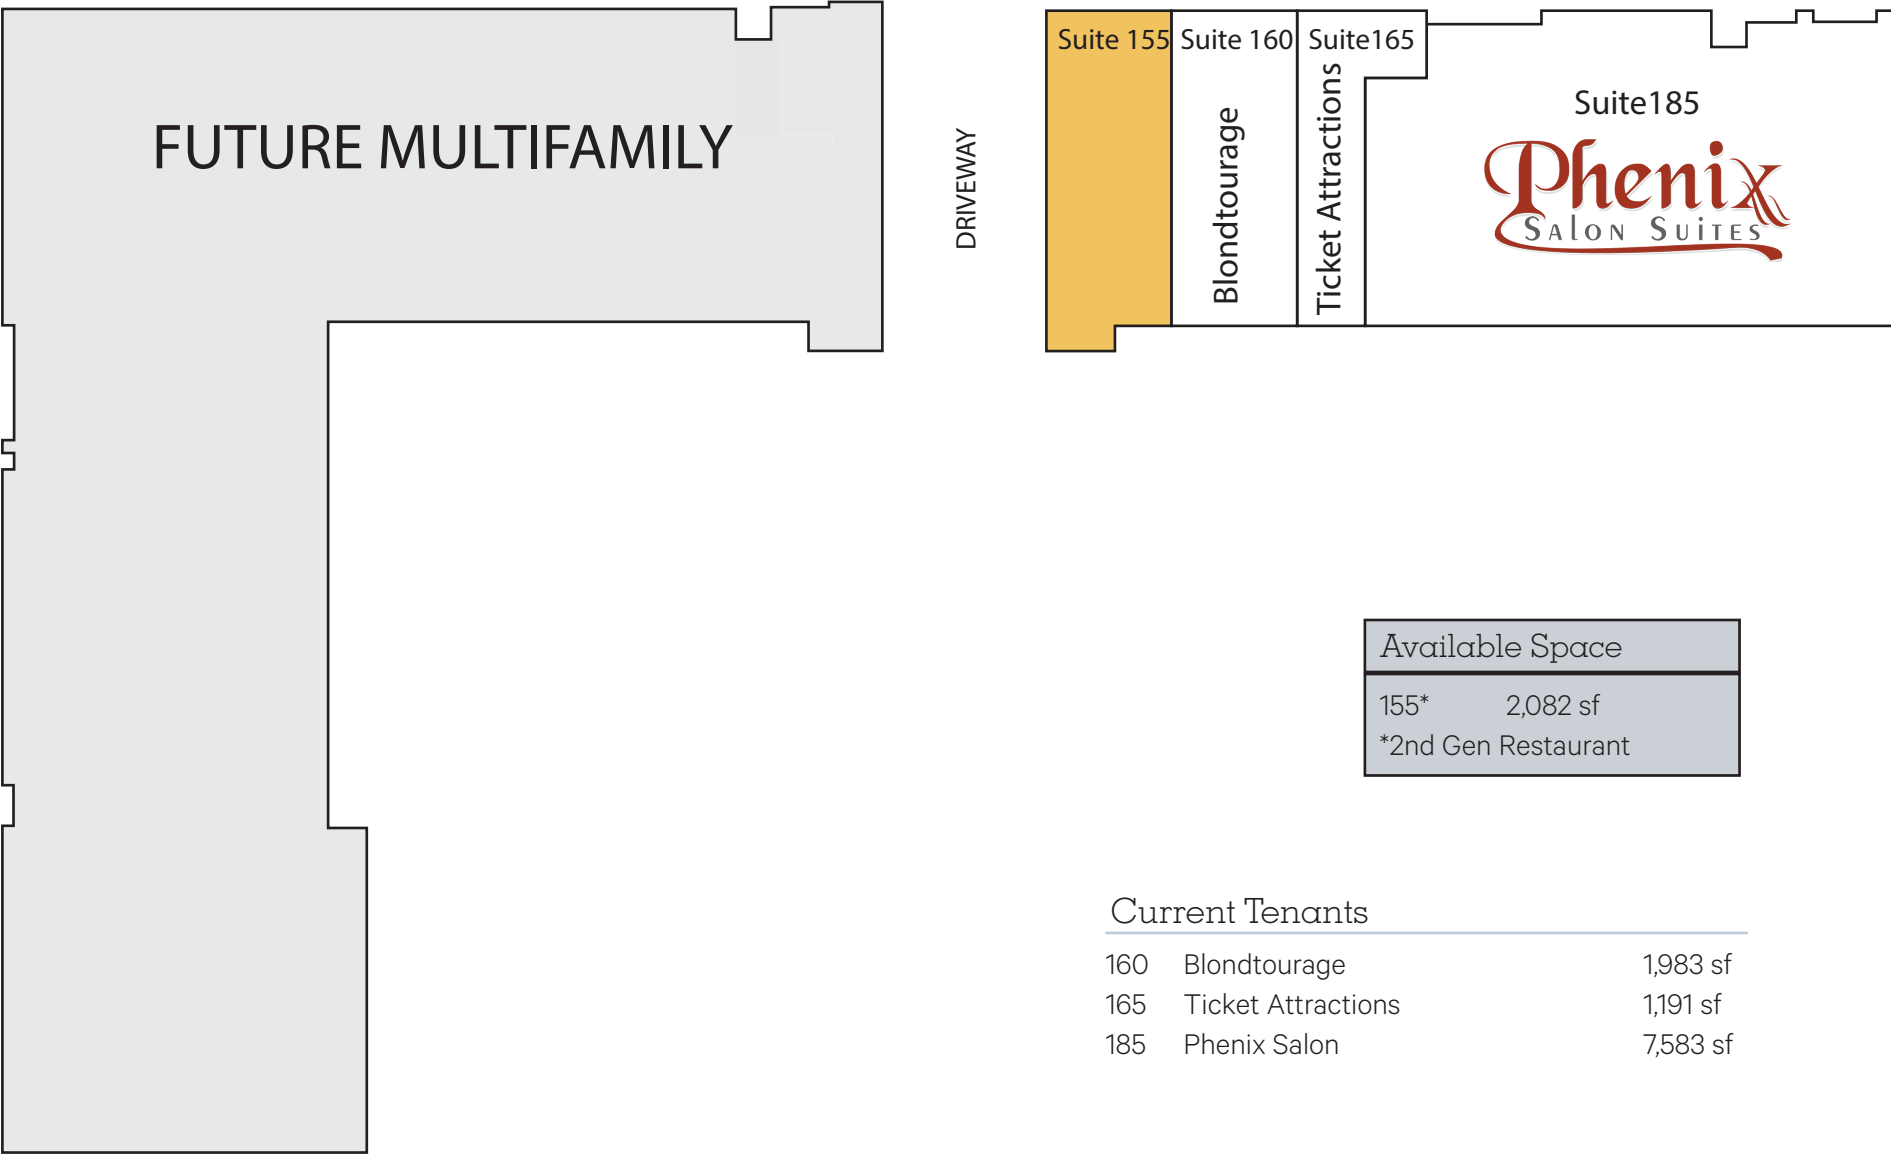 FUTURE MULTIFAMILY
DRIVEWAY
Suite 155
Suite 160
Blondtourage
Suite165
Ticket Attractions
Suite185
Phenix
SALON SUITES
Available Space
155* 2,082 sf
*2nd Gen Restaurant
Current Tenants
160 Blondtourage 1,983 sf
165 Ticket Attractions 1,191 sf
185 Phenix Salon 7,583 sf